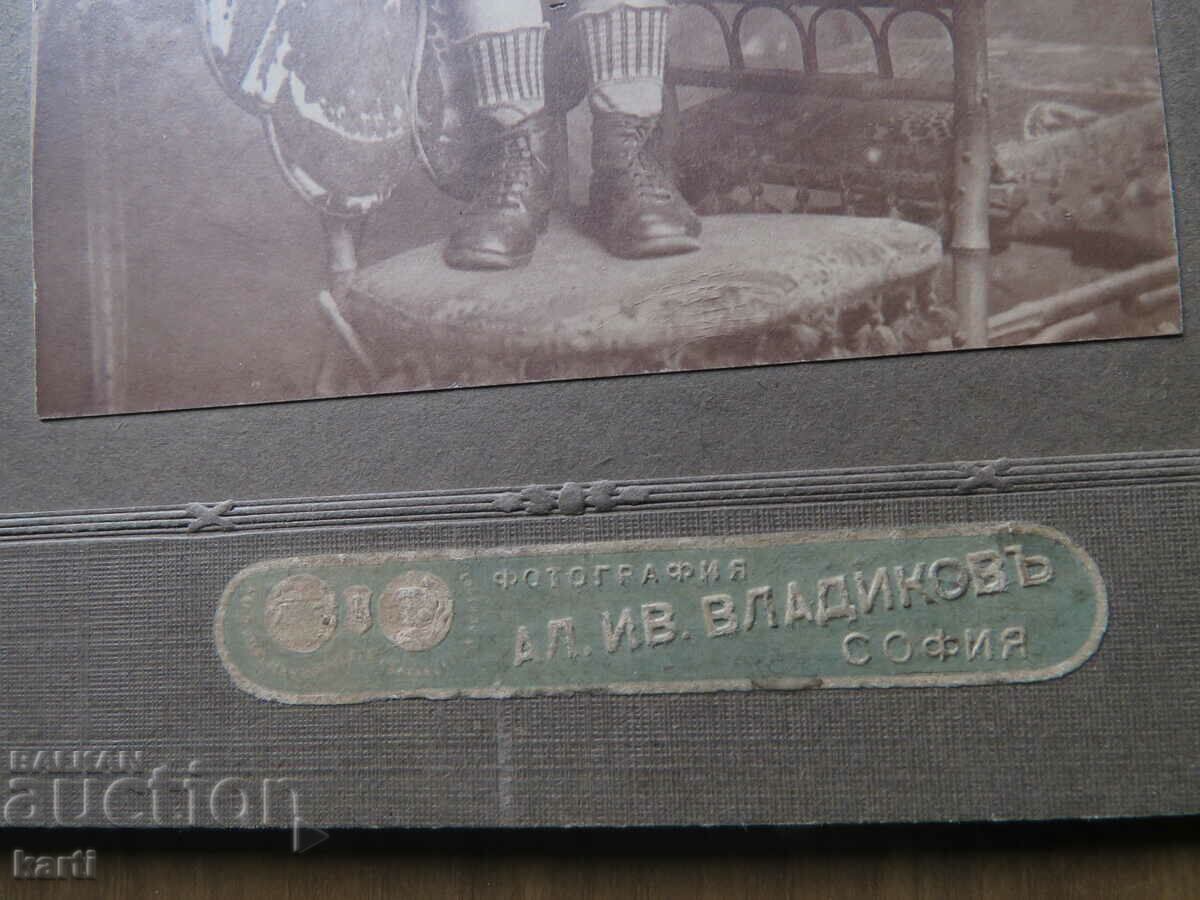 ФОТОГРАФИЯ
АЛ. ИВ. ВЛАДИКОВЪ
СОФИЯ
BALKAN
auction
karti